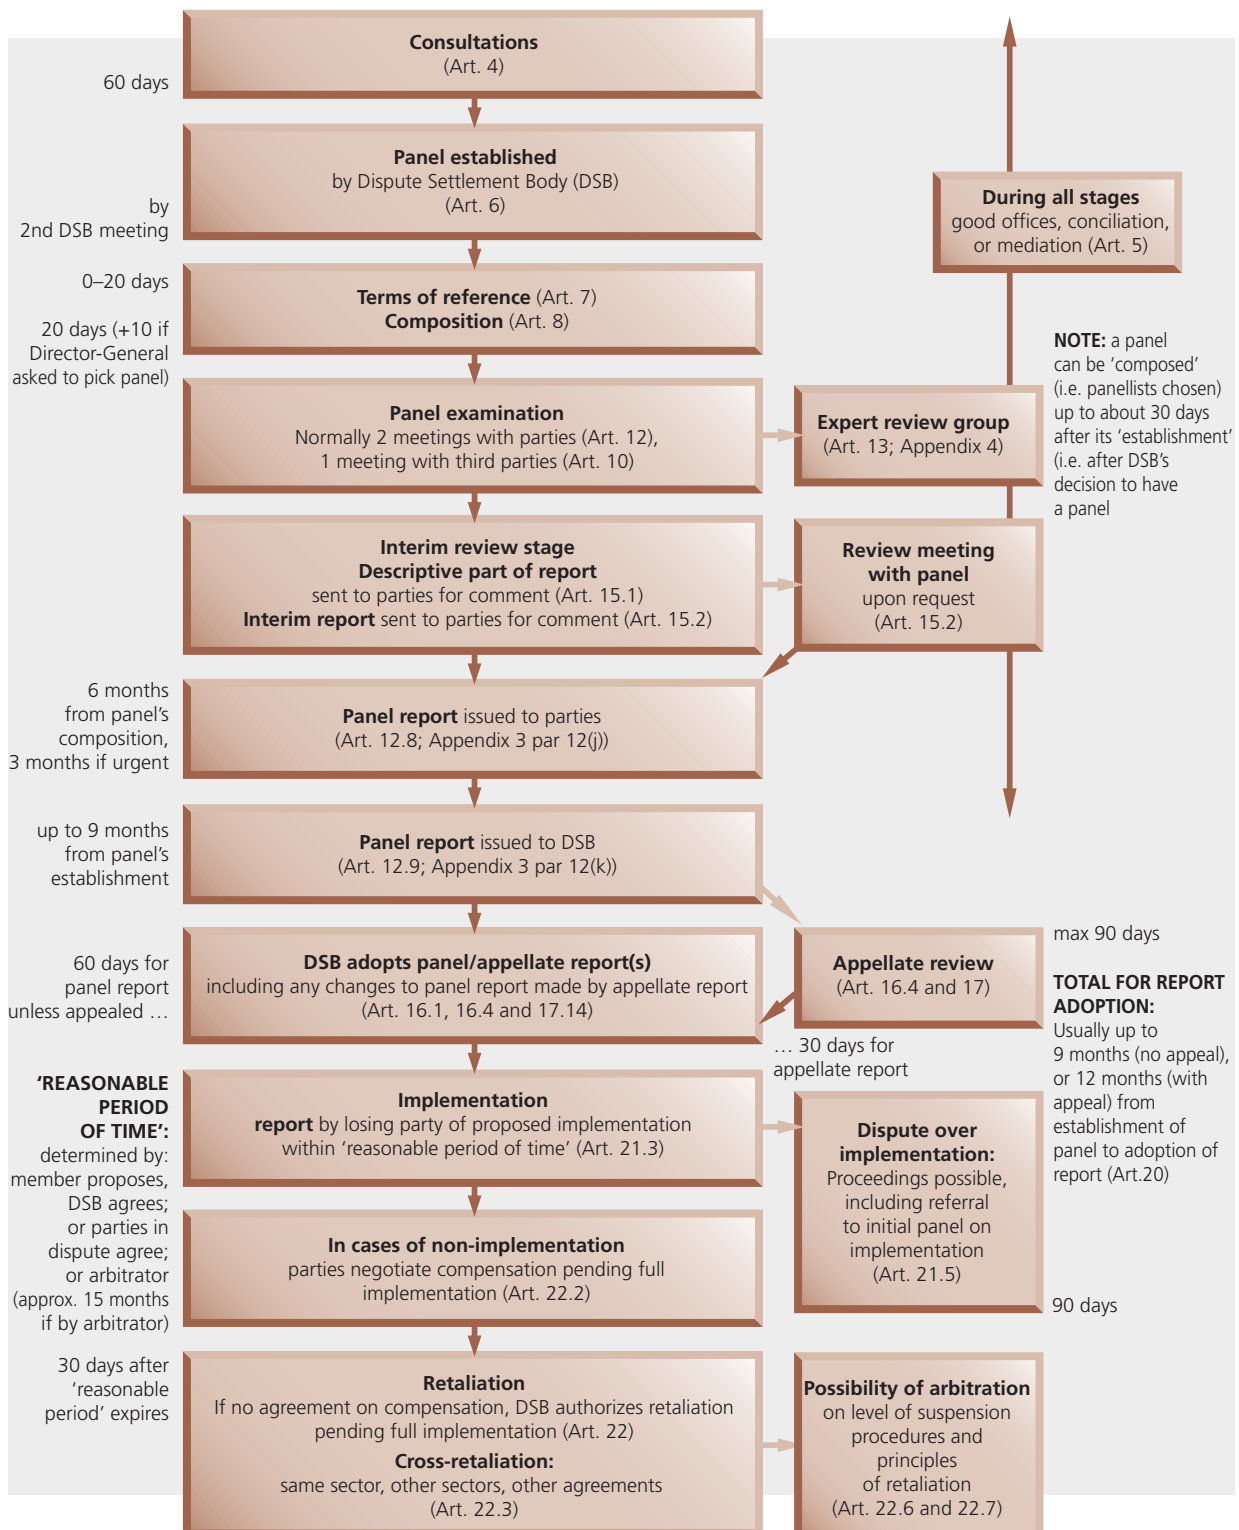 Consultations
(Art. 4)
60 days
Panel established
by Dispute Settlement Body (DSB)
(Art. 6)
by
2nd DSB meeting
During all stages
good offices, conciliation,
or mediation (Art. 5)
0–20 days
Terms of reference (Art. 7)
Composition (Art. 8)
20 days (+10 if
Director-General
asked to pick panel)
NOTE: a panel
can be ‘composed’
(i.e. panellists chosen)
up to about 30 days
after its ‘establishment’
(i.e. after DSB’s
decision to have
a panel
Panel examination
Normally 2 meetings with parties (Art. 12),
1 meeting with third parties (Art. 10)
Expert review group
(Art. 13; Appendix 4)
Interim review stage
Descriptive part of report
sent to parties for comment (Art. 15.1)
Interim report sent to parties for comment (Art. 15.2)
Review meeting
with panel
upon request
(Art. 15.2)
6 months
from panel’s
composition,
3 months if urgent
Panel report issued to parties
(Art. 12.8; Appendix 3 par 12(j))
up to 9 months
from panel’s
establishment
Panel report issued to DSB
(Art. 12.9; Appendix 3 par 12(k))
60 days for
panel report
unless appealed …
DSB adopts panel/appellate report(s)
including any changes to panel report made by appellate report
(Art. 16.1, 16.4 and 17.14)
Appellate review
(Art. 16.4 and 17)
max 90 days
… 30 days for
appellate report
TOTAL FOR REPORT
ADOPTION:
Usually up to
9 months (no appeal),
or 12 months (with
appeal) from
establishment of
panel to adoption of
report (Art.20)
‘REASONABLE
PERIOD
OF TIME’:
determined by:
member proposes,
DSB agrees;
or parties in
dispute agree;
or arbitrator
(approx. 15 months
if by arbitrator)
Implementation
report by losing party of proposed implementation
within ‘reasonable period of time’ (Art. 21.3)
Dispute over
implementation:
Proceedings possible,
including referral
to initial panel on
implementation
(Art. 21.5)
90 days
In cases of non-implementation
parties negotiate compensation pending full
implementation (Art. 22.2)
30 days after
‘reasonable
period’ expires
Retaliation
If no agreement on compensation, DSB authorizes retaliation
pending full implementation (Art. 22)
Cross-retaliation:
same sector, other sectors, other agreements
(Art. 22.3)
Possibility of arbitration
on level of suspension
procedures and
principles
of retaliation
(Art. 22.6 and 22.7)